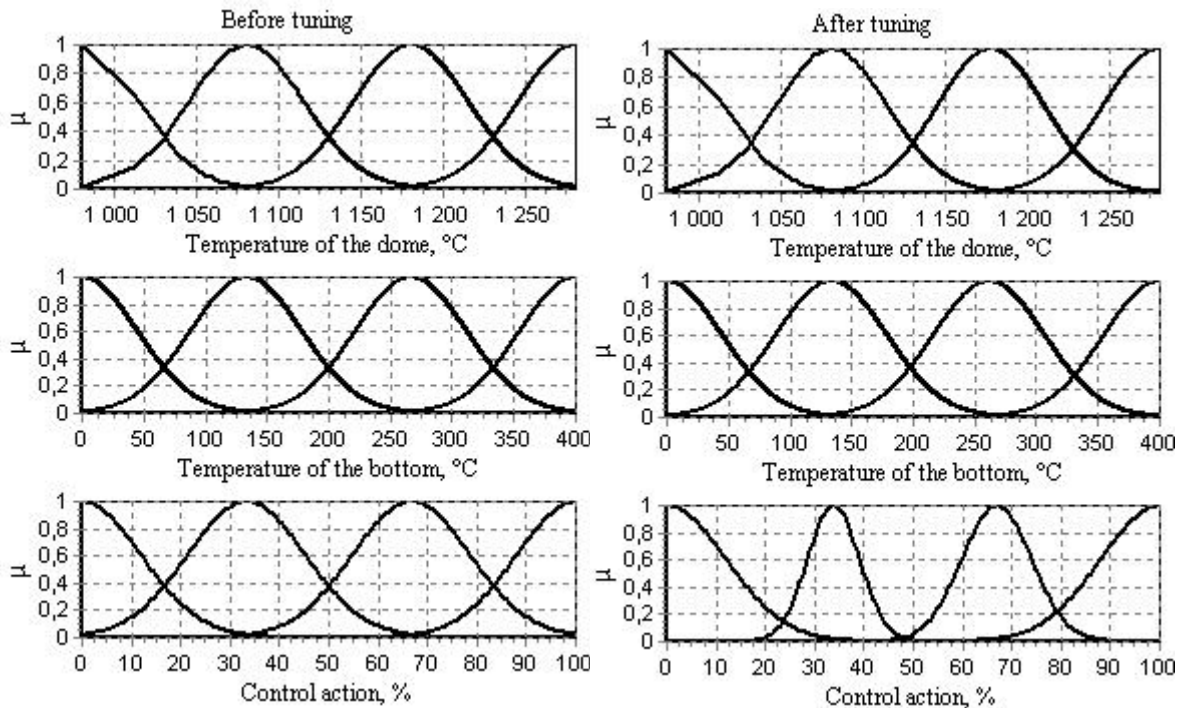 Before tuning
1
0,8
0,6
0,4
0,2
0
μ
1 000 1 050 1 100 1 150 1 200 1 250
Temperature of the dome, °C
1
0,8
0,6
0,4
0,2
0
μ
0 50 100 150 200 250 300 350 400
Temperature of the bottom, °C
1
0,8
0,6
0,4
0,2
0
μ
0 10 20 30 40 50 60 70 80 90 100
Control action, %
After tuning
1
0,8
0,6
0,4
0,2
0
μ
1 000 1 050 1 100 1 150 1 200 1 250
Temperature of the dome, °C
1
0,8
0,6
0,4
0,2
0
μ
0 50 100 150 200 250 300 350 400
Temperature of the bottom, °C
1
0,8
0,6
0,4
0,2
0
μ
0 10 20 30 40 50 60 70 80 90 100
Control action, %